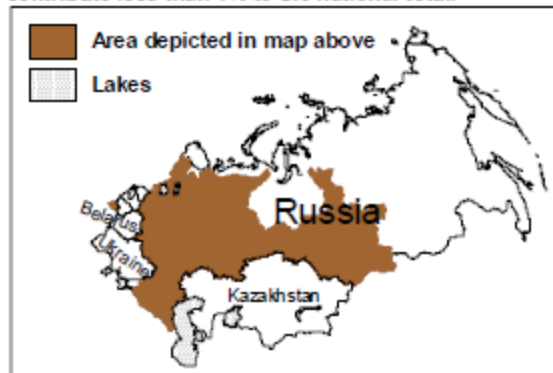 contribute less than 1% to the national total.
Area depicted in map above
Lakes
Russia
Belarus
Ukraine
Kazakhstan